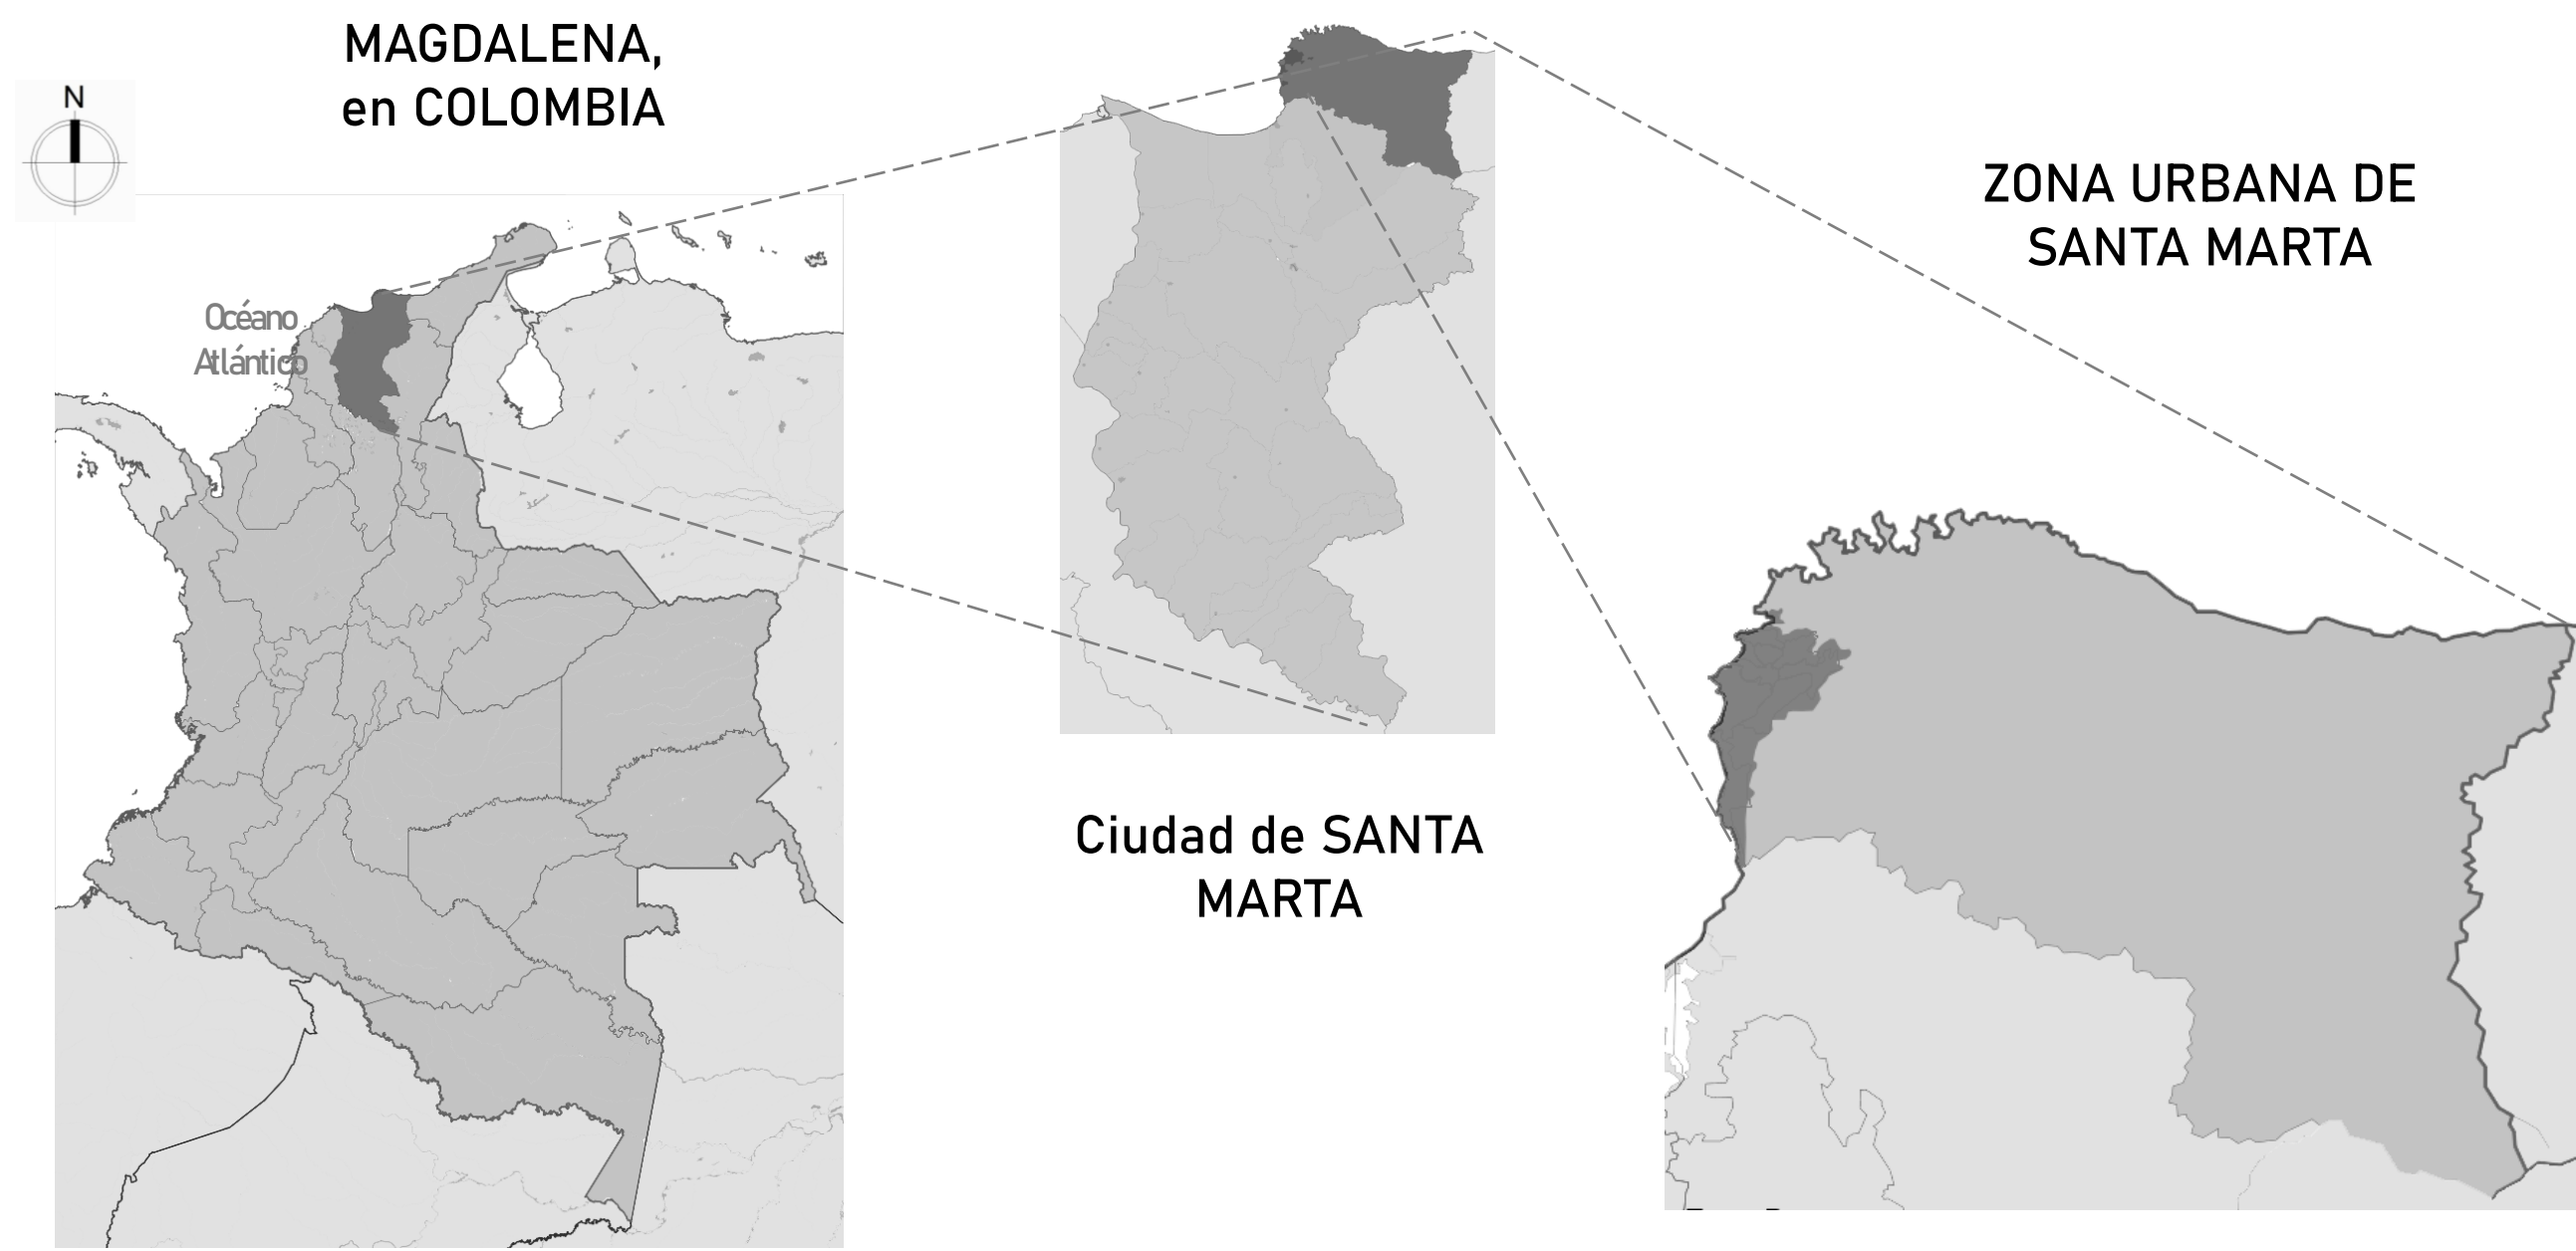 MAGDALENA,
en COLOMBIA
N
Océano
Atlántico
Ciudad de SANTA
MARTA
ZONA URBANA DE
SANTA MARTA